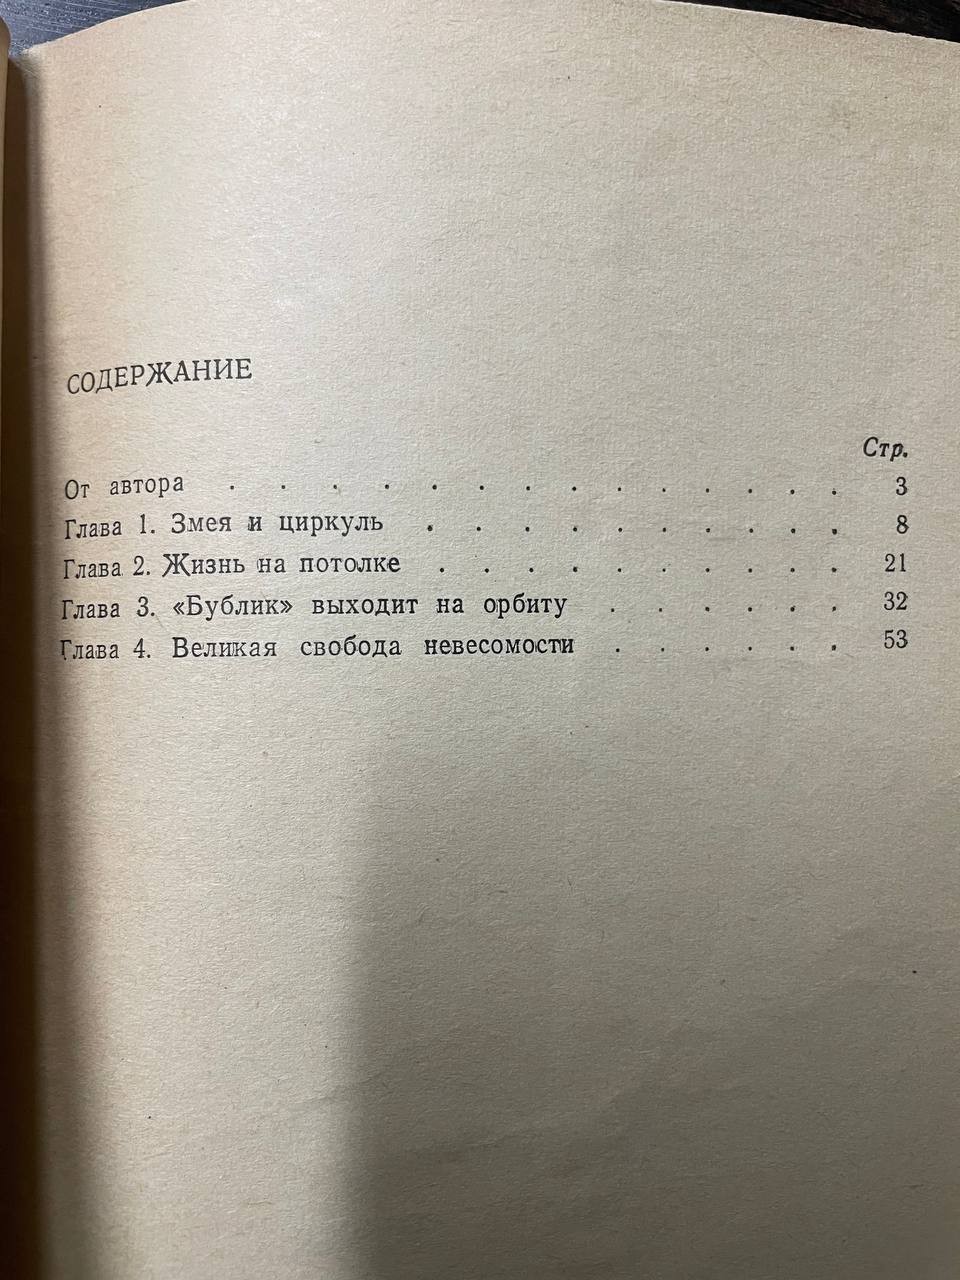 СОДЕРЖАНИЕ
Стр.
От автора . . . . . . . . . . . . . 3
Глава 1. Змея и циркуль . . . . . . . . . . 8
Глава 2. Жизнь на потолке . . . . . . . . . . 21
Глава 3. «Бублик» выходит на орбиту . . . . . . 32
Глава 4. Великая свобода невесомости . . . . . . 53